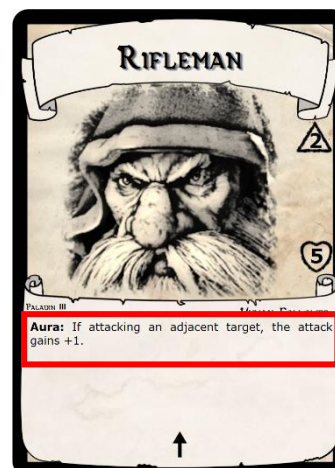 RIFLEMAN
2
5
PALADIN III
Aura: If attacking an adjacent target, the attack
gains +1.